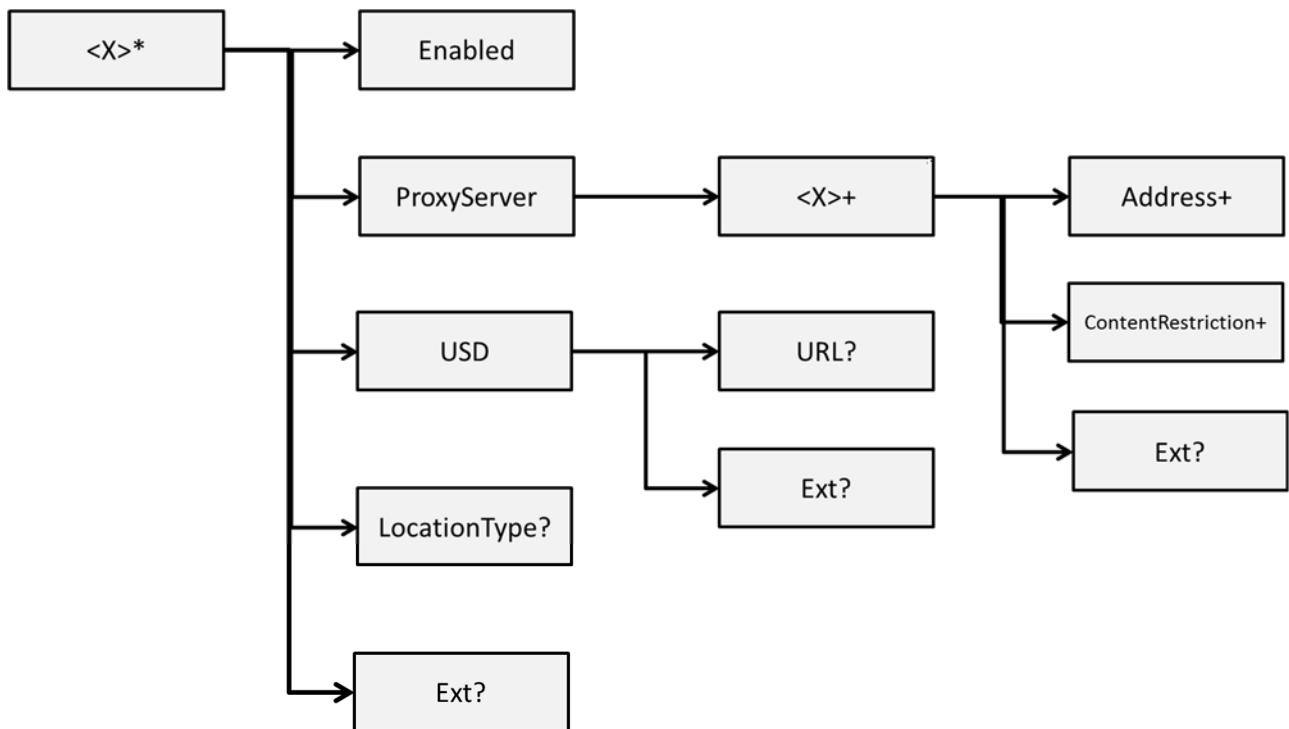 <X>*
Enabled
ProxyServer
<X>+
Address+
ContentRestriction+
USD
URL?
Ext?
Ext?
LocationType?
Ext?